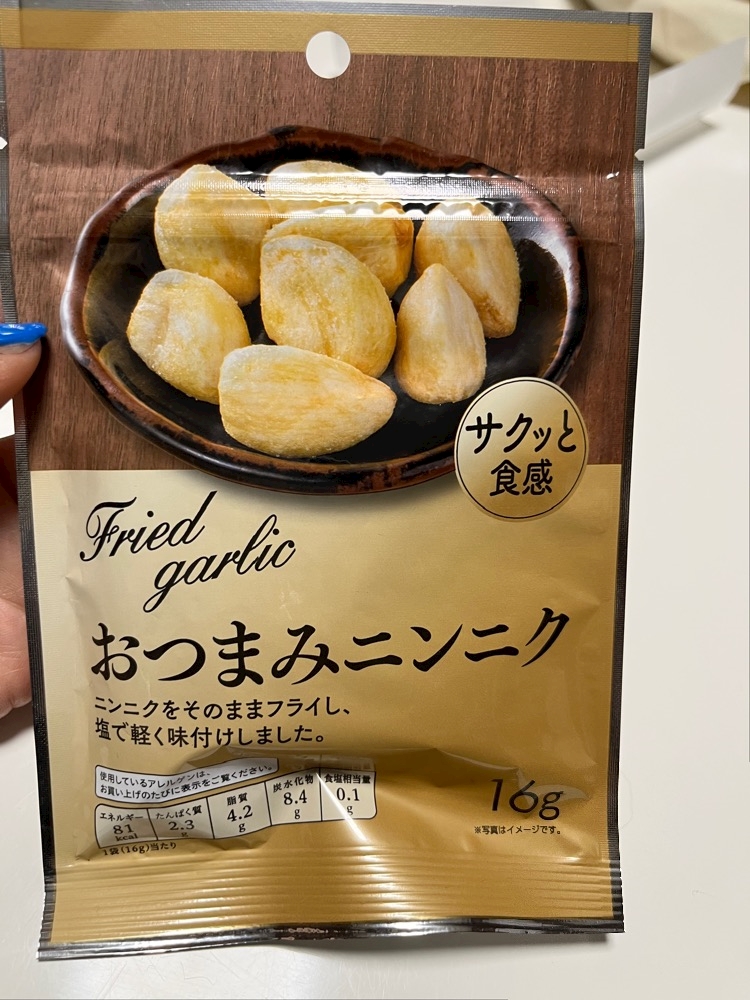 サクッと
食感
Fried
garlic
おつまみニンニク
ニンニクをそのままフライし、
塩で軽く味付けしました。
使用しているアレルゲンは、
お買い上げのたびに表示をご覧ください。
エネルギー たんぱく質 脂質 炭水化物 食塩相当量
81 2.3 4.2 8.4 0.1
kcal g g g g
1袋(16g)当たり
16g
※写真はイメージです。